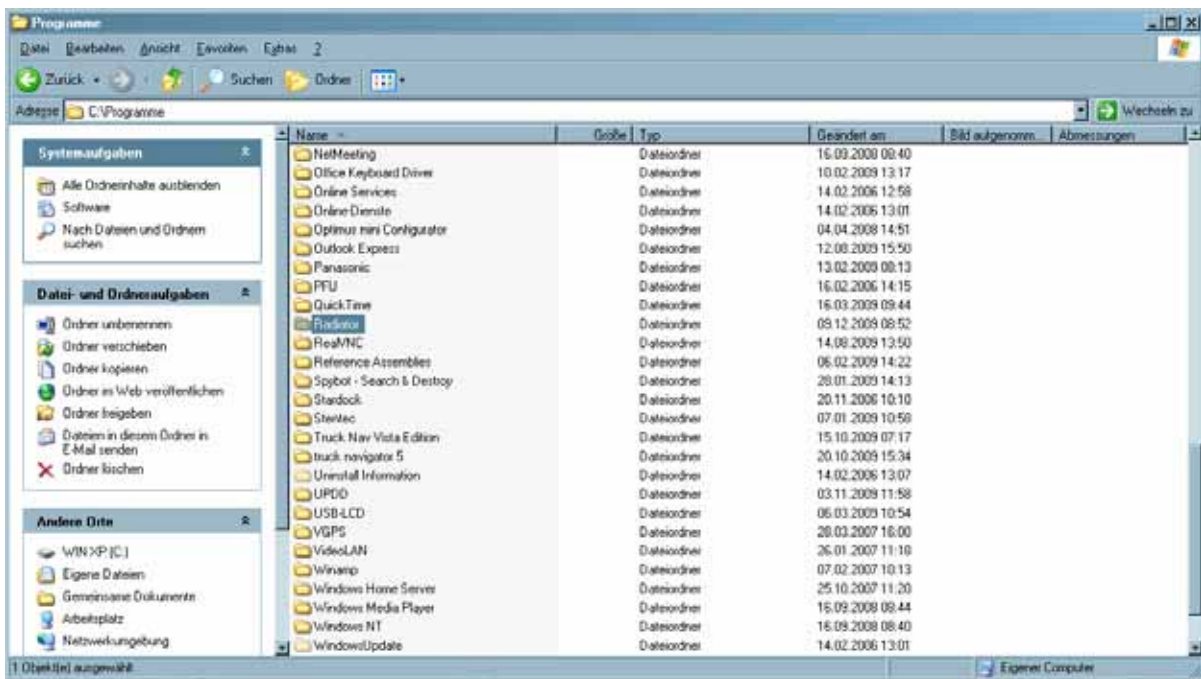 Programme
Datei Bearbeiten Ansicht Favoriten Extras ?
Zurück Suchen Ordner
Adresse C:\Programme Wechseln zu
Systemaufgaben
Alle Ordnerinhalte ausblenden
Software
Nach Dateien und Ordnern
suchen
Datei- und Ordneraufgaben
Ordner umbenennen
Ordner verschieben
Ordner kopieren
Ordner im Web veröffentlichen
Ordner freigeben
Dateien in diesem Ordner in
E-Mail senden
Ordner löschen
Andere Orte
WIN XP (C:)
Eigene Dateien
Gemeinsame Dokumente
Arbeitsplatz
Netzwerkumgebung
Name Größe Typ Geändert am Bild aufgenomm... Abmessungen
NetMeeting Dateiordner 16.09.2008 08:40
Office Keyboard Driver Dateiordner 10.02.2009 13:17
Online Services Dateiordner 14.02.2006 12:58
Online-Dienste Dateiordner 14.02.2006 13:01
Optimus mini Configurator Dateiordner 04.04.2008 14:51
Outlook Express Dateiordner 12.08.2009 15:50
Panasonic Dateiordner 13.02.2009 08:13
PFU Dateiordner 16.02.2006 14:15
QuickTime Dateiordner 16.03.2009 09:44
Radiator Dateiordner 09.12.2009 08:52
RealVNC Dateiordner 14.08.2009 13:50
Reference Assemblies Dateiordner 06.02.2009 14:22
Spybot - Search & Destroy Dateiordner 28.01.2009 14:13
Stardock Dateiordner 20.11.2006 10:10
Stentec Dateiordner 07.01.2009 10:58
Truck Nav Vista Edition Dateiordner 15.10.2009 07:17
truck navigator 5 Dateiordner 20.10.2009 15:34
Uninstall Information Dateiordner 14.02.2006 13:07
UPDD Dateiordner 03.11.2009 11:58
USB-LCD Dateiordner 06.03.2009 10:54
VGPS Dateiordner 28.03.2007 16:00
VideoLAN Dateiordner 26.01.2007 11:18
Winamp Dateiordner 07.02.2007 10:13
Windows Home Server Dateiordner 25.10.2007 11:20
Windows Media Player Dateiordner 16.09.2008 08:44
Windows NT Dateiordner 16.09.2008 08:40
WindowsUpdate Dateiordner 14.02.2006 13:01
1 Objekt(e) ausgewählt Eigener Computer